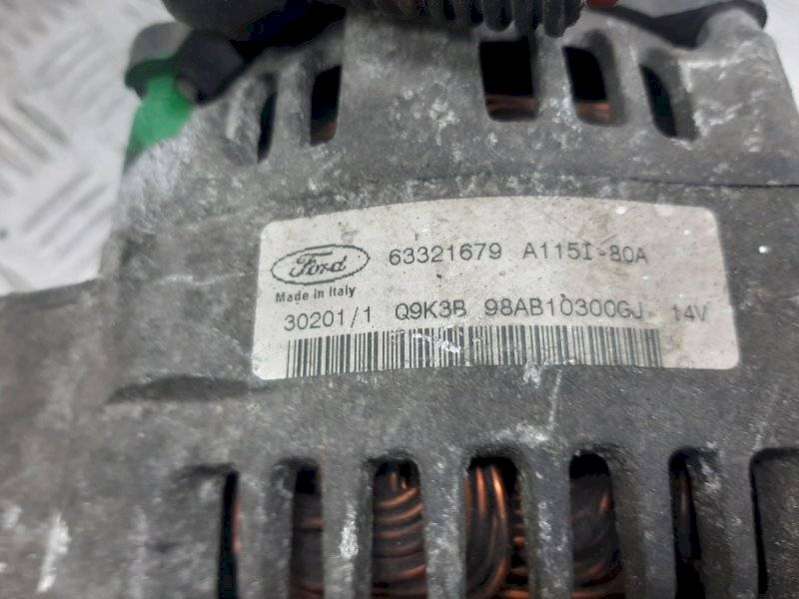 Ford 63321679 A115I-80A
Made in Italy
30201/1 Q9K3B 98AB10300GJ 14V